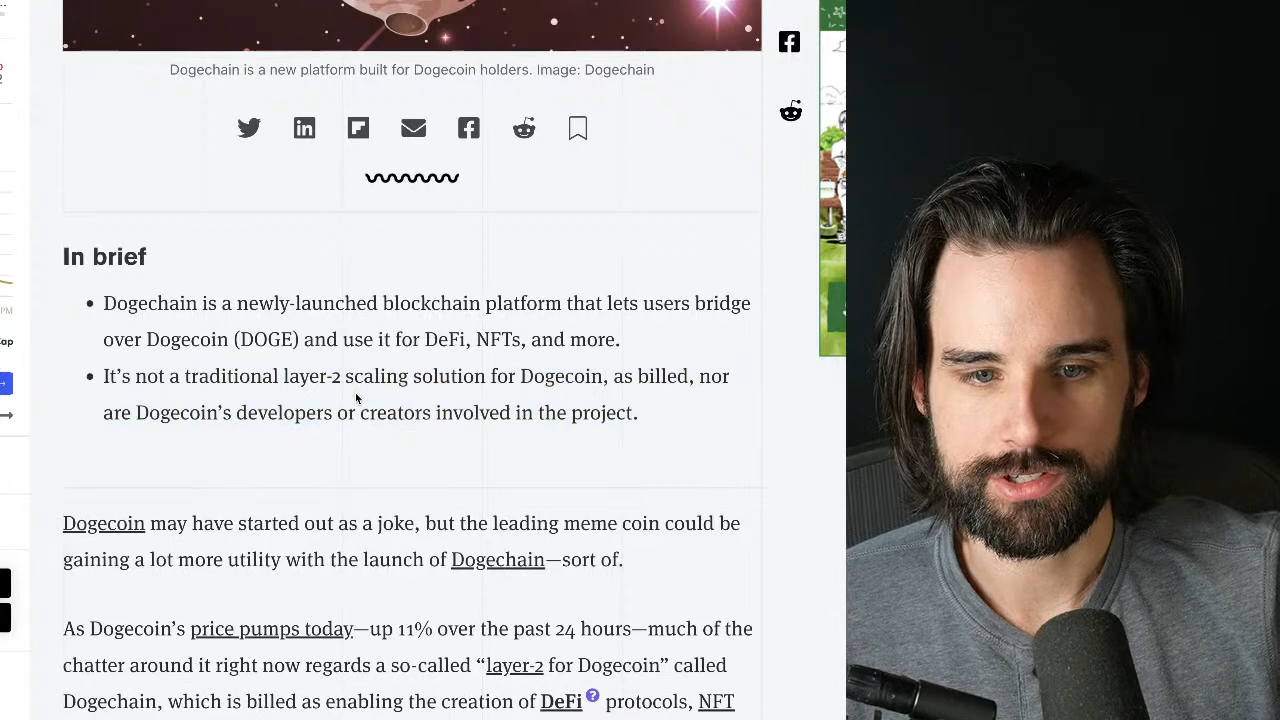 Dogechain is a new platform built for Dogecoin holders. Image: Dogechain
In brief
• Dogechain is a newly-launched blockchain platform that lets users bridge
over Dogecoin (DOGE) and use it for DeFi, NFTs, and more.
• It’s not a traditional layer-2 scaling solution for Dogecoin, as billed, nor
are Dogecoin’s developers or creators involved in the project.
Dogecoin may have started out as a joke, but the leading meme coin could be
gaining a lot more utility with the launch of Dogechain—sort of.
As Dogecoin’s price pumps today—up 11% over the past 24 hours—much of the
chatter around it right now regards a so-called “layer-2 for Dogecoin” called
Dogechain, which is billed as enabling the creation of DeFi ? protocols, NFT